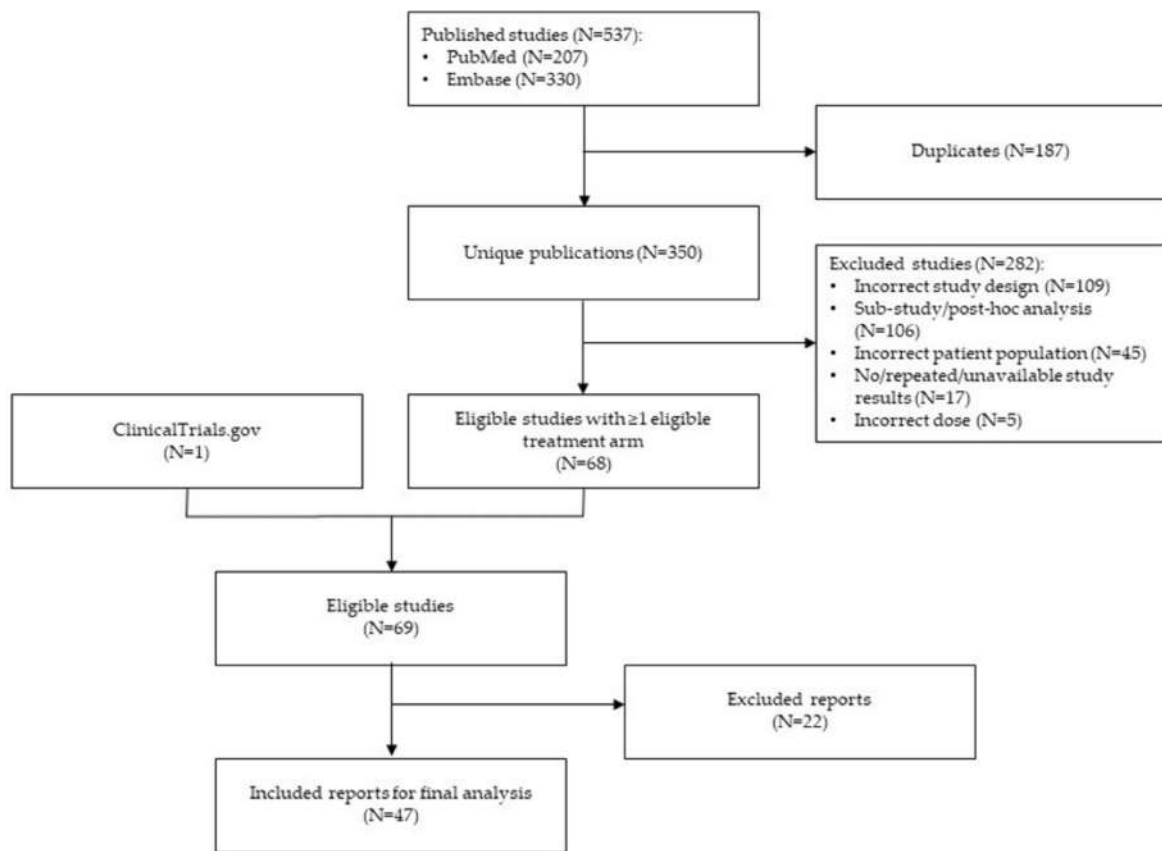 Published studies (N=537):
• PubMed (N=207)
• Embase (N=330)
Duplicates (N=187)
Unique publications (N=350)
Excluded studies (N=282):
• Incorrect study design (N=109)
• Sub-study/post-hoc analysis
(N=106)
• Incorrect patient population (N=45)
• No/repeated/unavailable study
results (N=17)
• Incorrect dose (N=5)
ClinicalTrials.gov
(N=1)
Eligible studies with ≥1 eligible
treatment arm
(N=68)
Eligible studies
(N=69)
Excluded reports
(N=22)
Included reports for final analysis
(N=47)